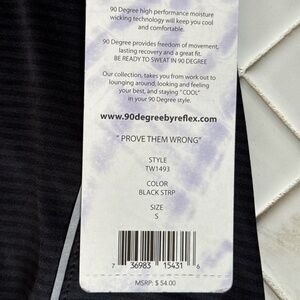 90 Degree high performance moisture
wicking technology will keep you cool
and comfortable.
90 Degree provides freedom of movement,
lasting recovery and a great fit.
BE READY TO SWEAT IN 90 DEGREE
Our collection, takes you from work out to
lounging around, looking and feeling
your best, and staying "COOL"
in your 90 Degree style.
www.90degreebyreflex.com
" PROVE THEM WRONG"
STYLE
TW1493
COLOR
BLACK STRP
SIZE
S
7 36983 15431 6
MSRP: $ 54.00